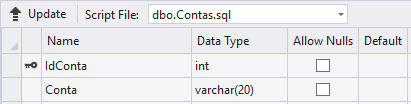 Update Script File: dbo.Contas.sql
Name Data Type Allow Nulls Default
IdConta int
Conta varchar(20)